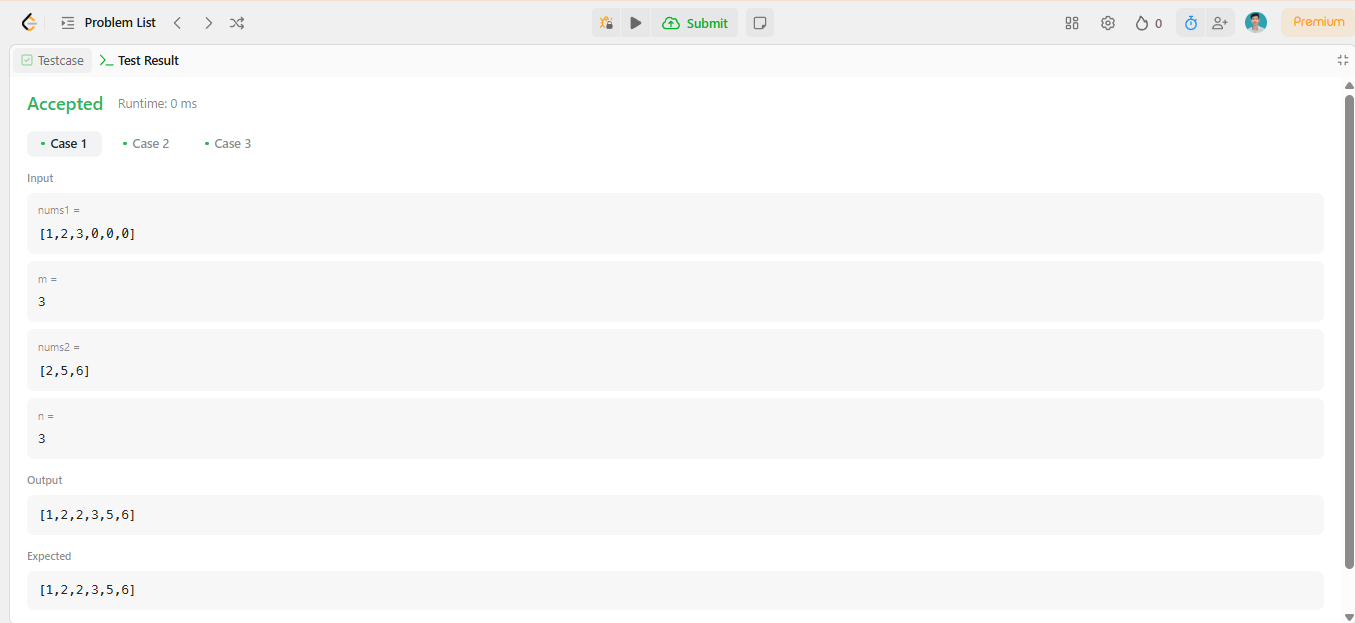 Problem List Submit 0 Premium
Testcase Test Result
Accepted Runtime: 0 ms
Case 1 Case 2 Case 3
Input
nums1 =
[1,2,3,0,0,0]
m =
3
nums2 =
[2,5,6]
n =
3
Output
[1,2,2,3,5,6]
Expected
[1,2,2,3,5,6]